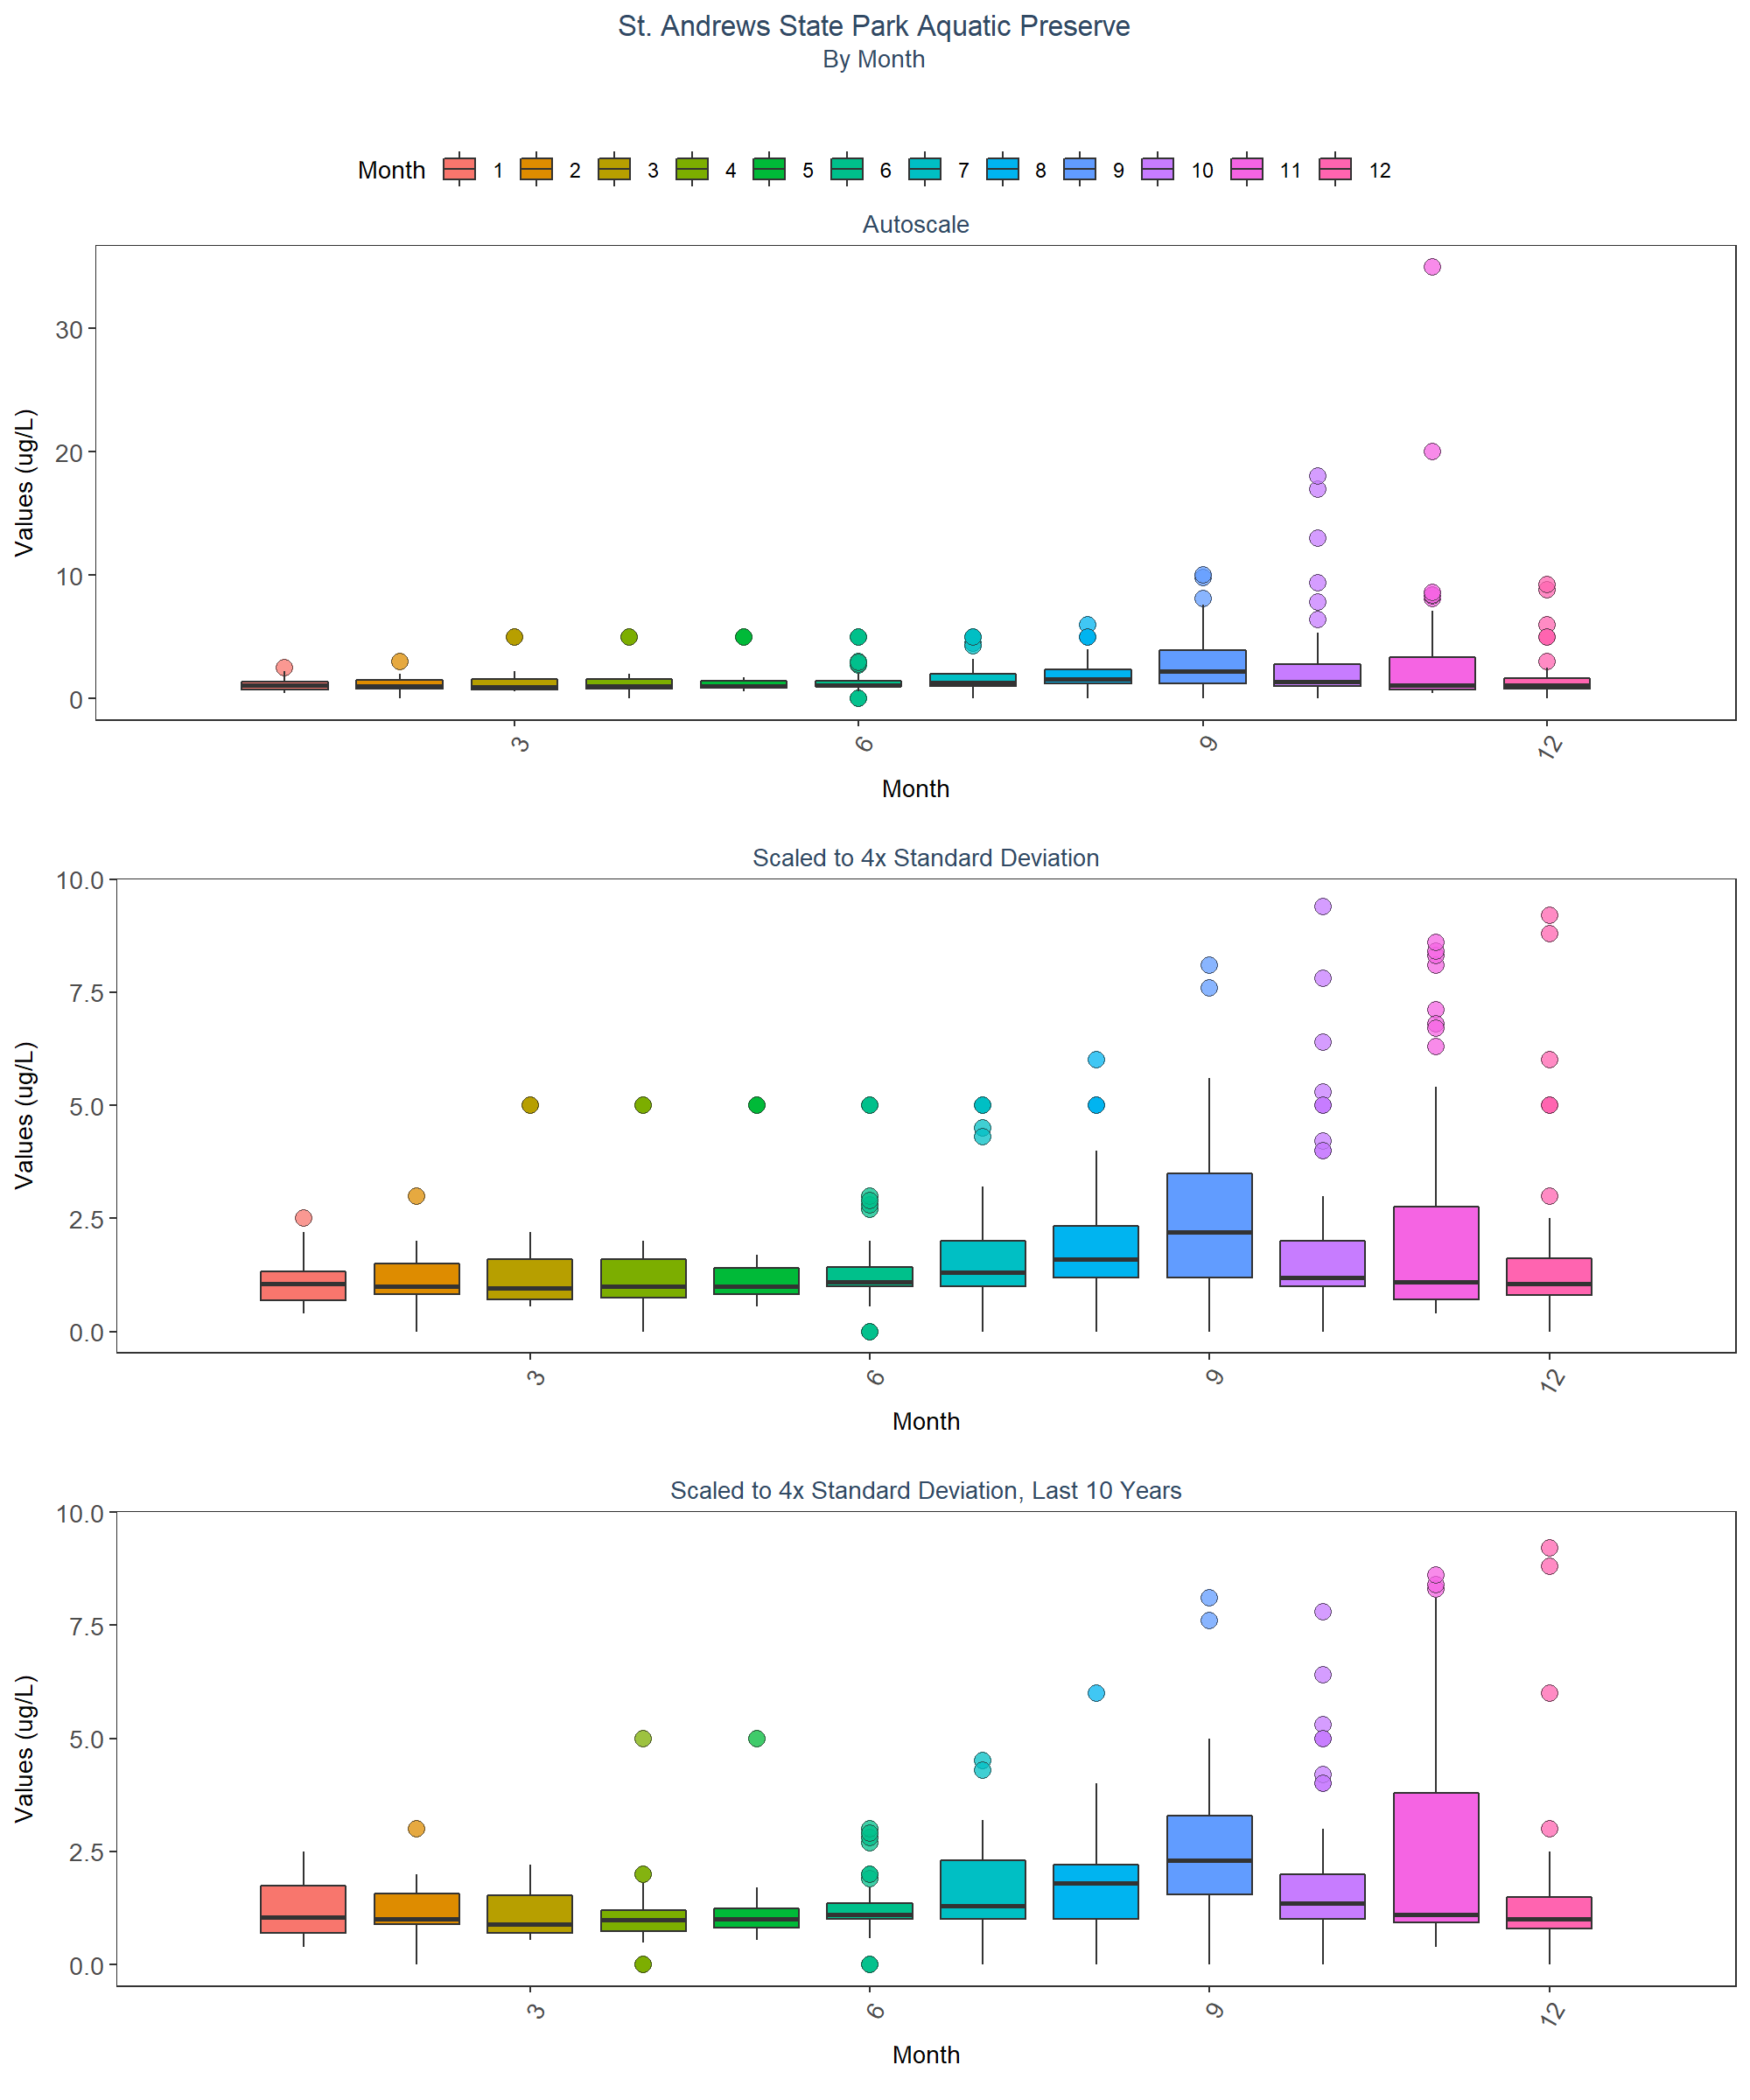 St. Andrews State Park Aquatic Preserve
By Month
Month 1 2 3 4 5 6 7 8 9 10 11 12
Autoscale
Values (ug/L)
30
20
10
0
3 6 9 12
Month
Scaled to 4x Standard Deviation
Values (ug/L)
10.0
7.5
5.0
2.5
0.0
3 6 9 12
Month
Scaled to 4x Standard Deviation, Last 10 Years
Values (ug/L)
10.0
7.5
5.0
2.5
0.0
3 6 9 12
Month